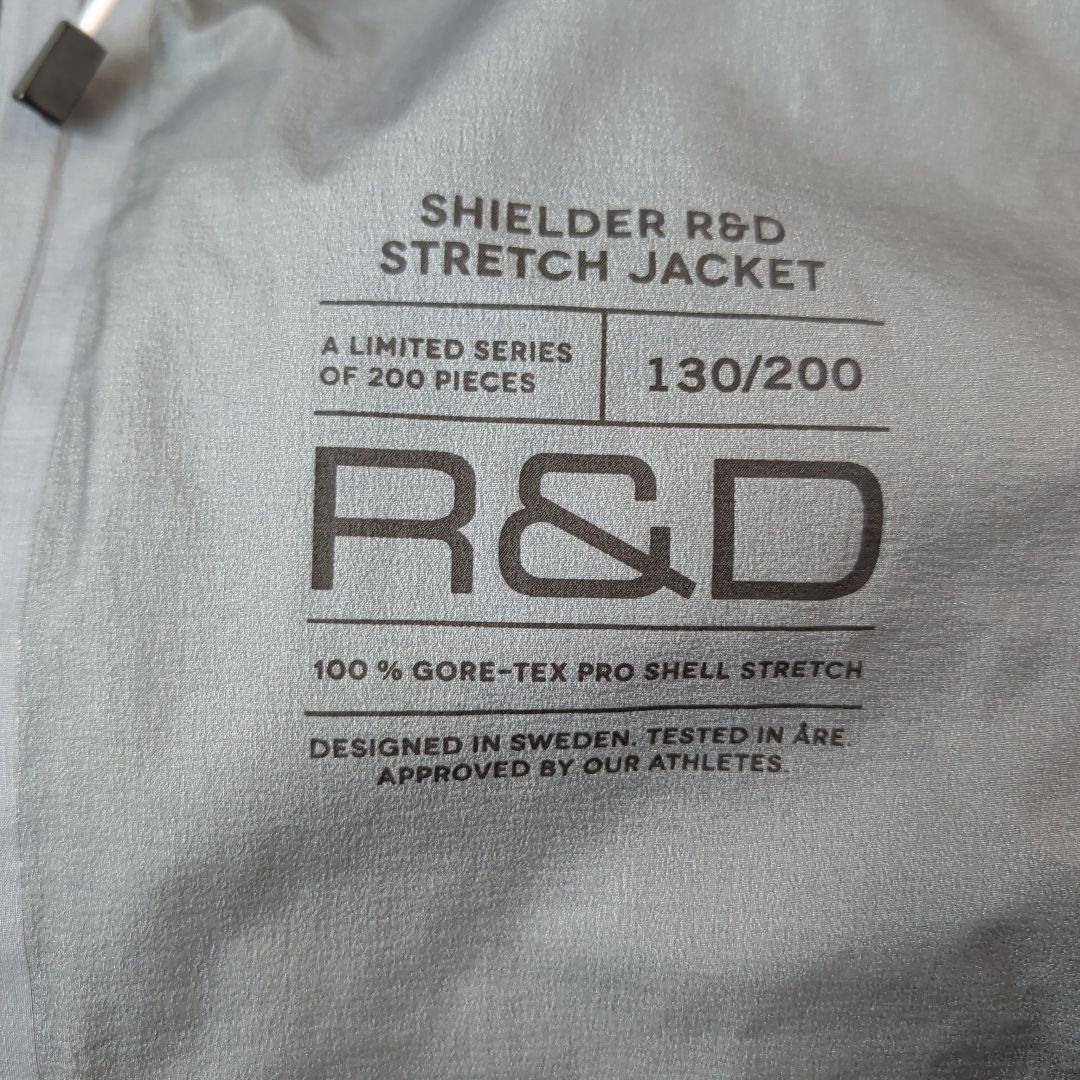 SHIELDER R&D
STRETCH JACKET
A LIMITED SERIES
OF 200 PIECES
130/200
R&D
100 % GORE-TEX PRO SHELL STRETCH
DESIGNED IN SWEDEN. TESTED IN ÅRE.
APPROVED BY OUR ATHLETES.